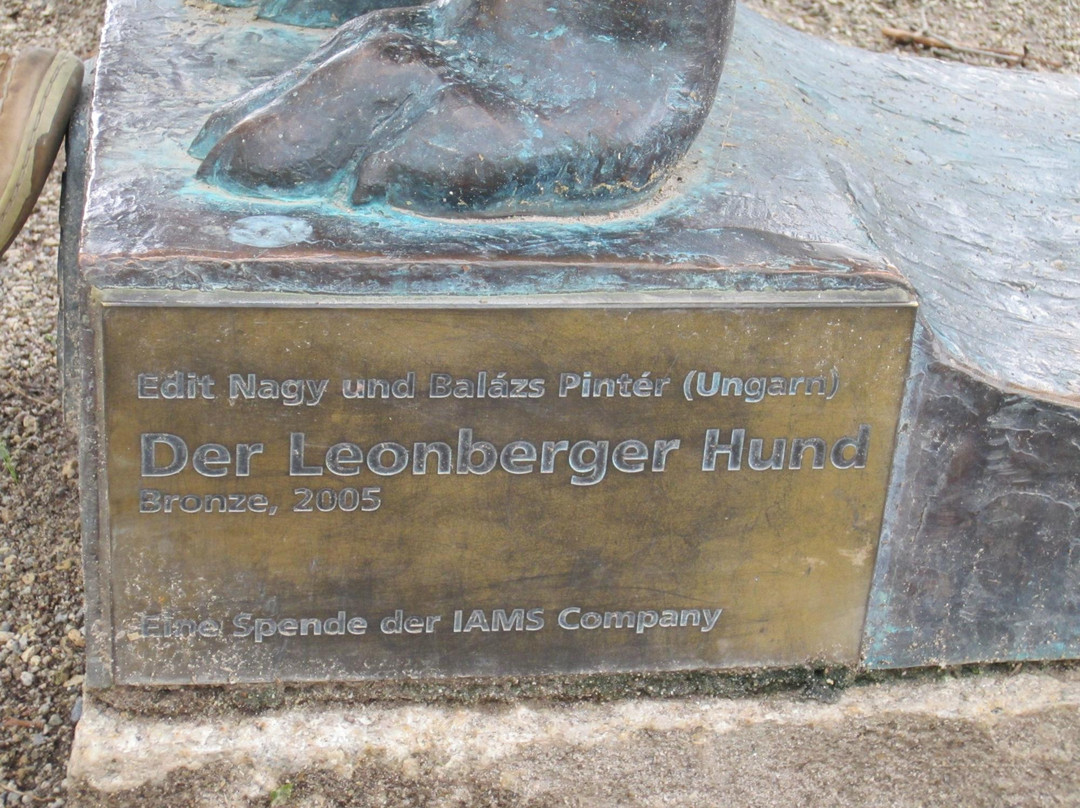 Edit Nagy und Balázs Pintér (Ungarn)
Der Leonberger Hund
Bronze, 2005
Eine Spende der IAMS Company